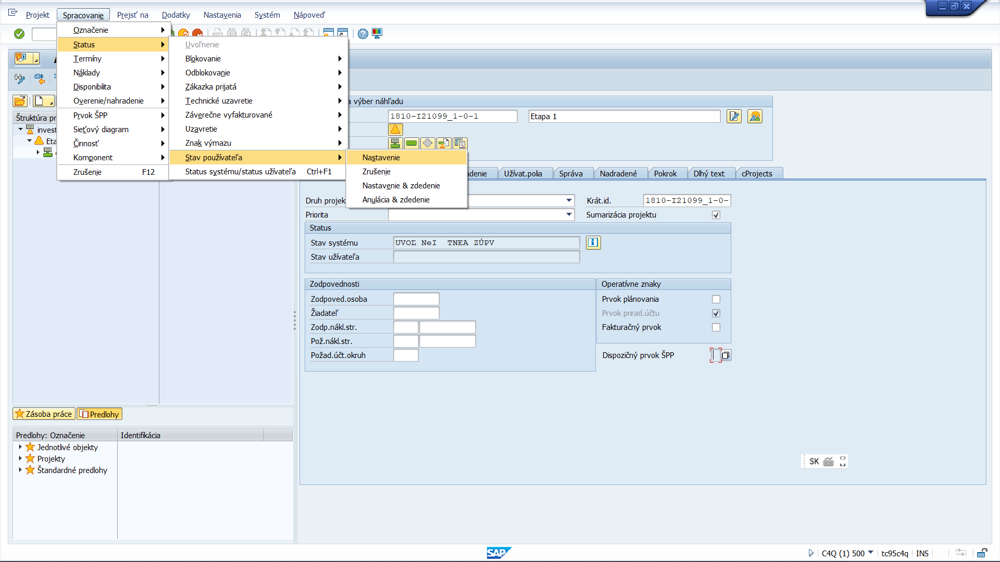 Projekt Spracovanie Prejsť na Dodatky Nastavenia Systém Nápoveď
Označenie
Status
Termíny
Náklady
Disponibilita
Overenie/nahradenie
Prvok ŠPP
Sieťový diagram
Činnosť
Komponent
Zrušenie F12
Uvoľnenie
Blokovanie
Odblokovanie
Zákazka prijatá
Technické uzavretie
Záverečne vyfakturované
Uzavretie
Znak výmazu
Stav používateľa
Status systému/status užívateľa Ctrl+F1
Nastavenie
Zrušenie
Nastavenie & zdedenie
Anulácia & zdedenie
Štruktúra pr
invest
Eta
a výber náhľadu
1810-I21099_1-0-1 Etapa 1
adenie Užívat.polia Správa Nadradené Pokrok Dlhý text cProjects
Druh projek Krát.id. 1810-I21099_1-0-
Priorita Sumarizácia projektu
Status
Stav systému UVOĽ NeI TNEA ZÚPV
Stav užívateľa
Zodpovednosti Operatívne znaky
Zodpoved.osoba Prvok plánovania
Žiadateľ Prvok prirad.účtu
Zodp.nákl.str. Fakturačný prvok
Pož.nákl.str.
Požad.účt.okruh Dispozičný prvok ŠPP
Zásoba práce Predlohy
Predlohy: Označenie Identifikácia
Jednotlivé objekty
Projekty
Štandardné predlohy
SK
SAP C4Q (1) 500 tc95c4q INS